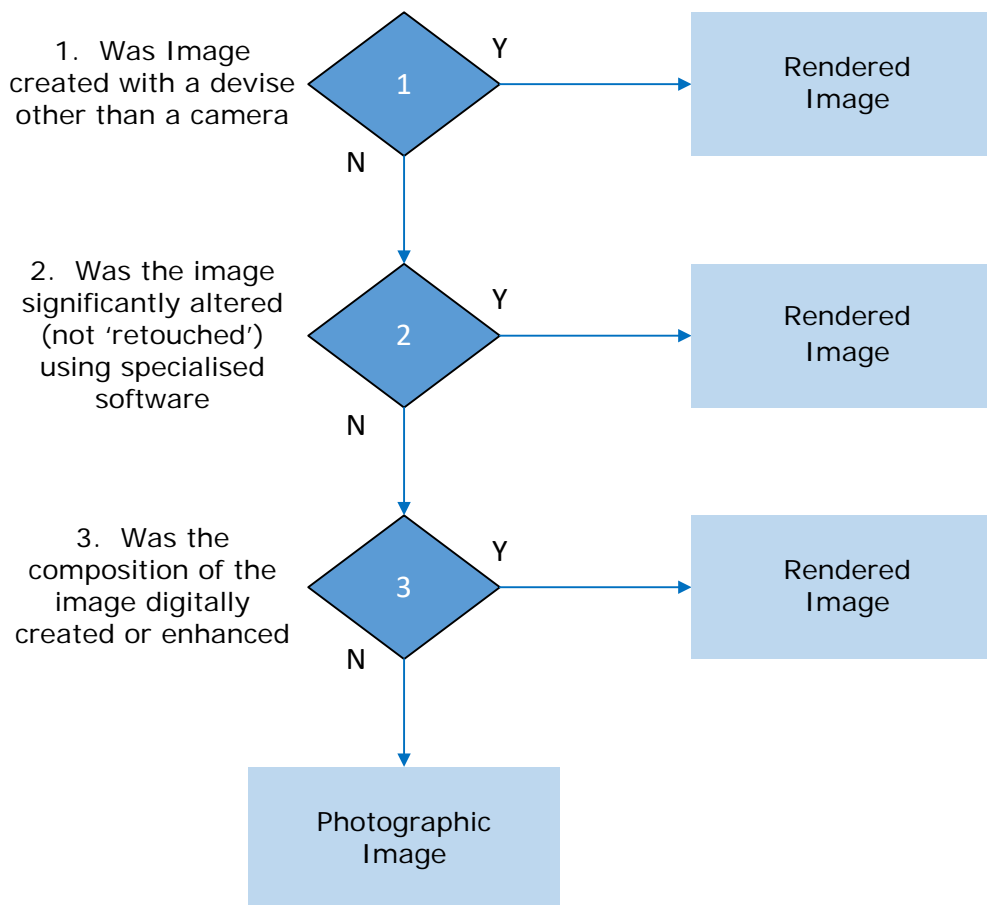 1.  Was Image
created with a devise
other than a camera
1
Y
Rendered
Image
N
2.  Was the image
significantly altered
(not ‘retouched’)
using specialised
software
2
Y
Rendered
Image
N
3.  Was the
composition of the
image digitally
created or enhanced
3
Y
Rendered
Image
N
Photographic
Image